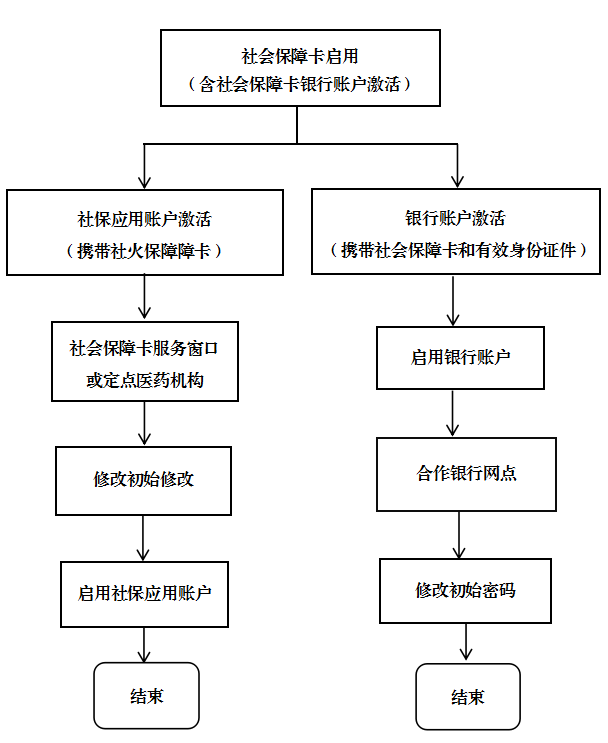 社会保障卡启用
（含社会保障卡银行账户激活）
社保应用账户激活
（携带社火保障障卡）
银行账户激活
（携带社会保障卡和有效身份证件）
社会保障卡服务窗口
或定点医药机构
启用银行账户
修改初始修改
合作银行网点
启用社保应用账户
修改初始密码
结束
结束